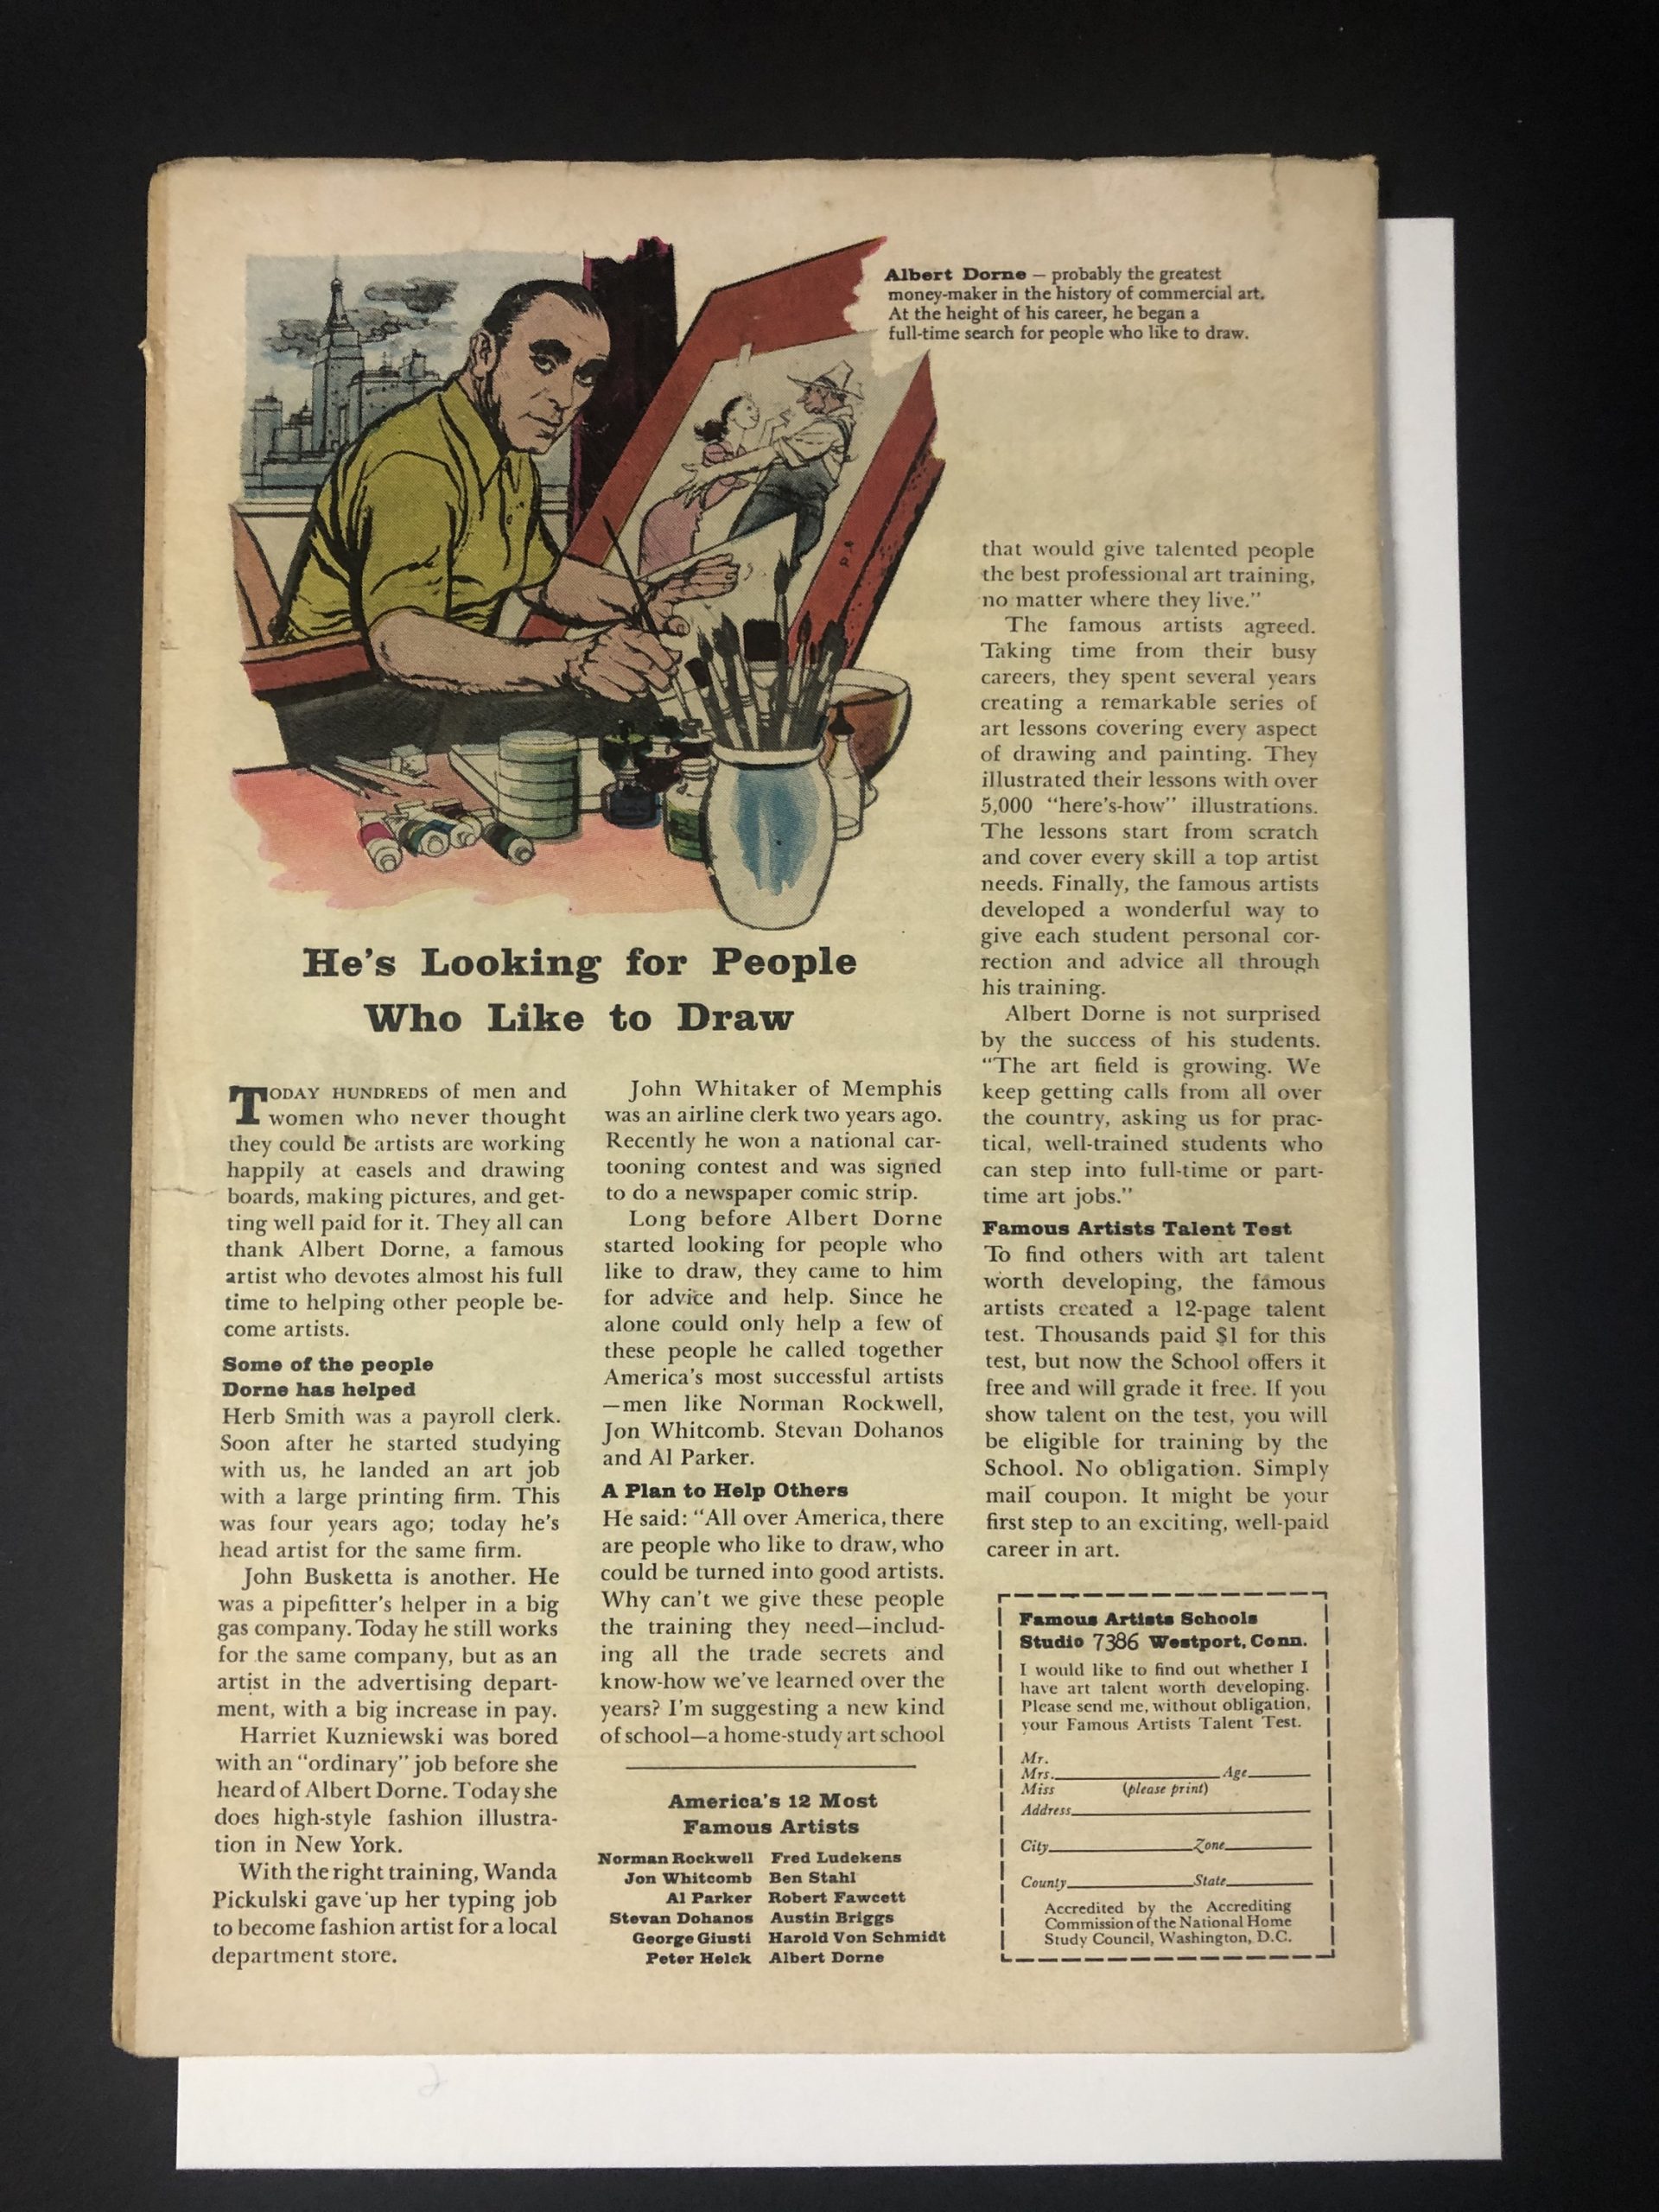 Albert Dorne — probably the greatest
money-maker in the history of commercial art.
At the height of his career, he began a
full-time search for people who like to draw.
He's Looking for People
Who Like to Draw
TODAY HUNDREDS of men and
women who never thought
they could be artists are working
happily at easels and drawing
boards, making pictures, and get-
ting well paid for it. They all can
thank Albert Dorne, a famous
artist who devotes almost his full
time to helping other people be-
come artists.
Some of the people
Dorne has helped
Herb Smith was a payroll clerk.
Soon after he started studying
with us, he landed an art job
with a large printing firm. This
was four years ago; today he's
head artist for the same firm.
John Busketta is another. He
was a pipefitter's helper in a big
gas company. Today he still works
for the same company, but as an
artist in the advertising depart-
ment, with a big increase in pay.
Harriet Kuzniewski was bored
with an "ordinary" job before she
heard of Albert Dorne. Today she
does high-style fashion illustra-
tion in New York.
With the right training, Wanda
Pickulski gave up her typing job
to become fashion artist for a local
department store.
John Whitaker of Memphis
was an airline clerk two years ago.
Recently he won a national car-
tooning contest and was signed
to do a newspaper comic strip.
Long before Albert Dorne
started looking for people who
like to draw, they came to him
for advice and help. Since he
alone could only help a few of
these people he called together
America's most successful artists
—men like Norman Rockwell,
Jon Whitcomb. Stevan Dohanos
and Al Parker.
A Plan to Help Others
He said: "All over America, there
are people who like to draw, who
could be turned into good artists.
Why can't we give these people
the training they need—includ-
ing all the trade secrets and
know-how we've learned over the
years? I'm suggesting a new kind
of school—a home-study art school
America's 12 Most
Famous Artists
Norman Rockwell Fred Ludekens
Jon Whitcomb Ben Stahl
Al Parker Robert Fawcett
Stevan Dohanos Austin Briggs
George Giusti Harold Von Schmidt
Peter Helck Albert Dorne
that would give talented people
the best professional art training,
no matter where they live."
The famous artists agreed.
Taking time from their busy
careers, they spent several years
creating a remarkable series of
art lessons covering every aspect
of drawing and painting. They
illustrated their lessons with over
5,000 "here's-how" illustrations.
The lessons start from scratch
and cover every skill a top artist
needs. Finally, the famous artists
developed a wonderful way to
give each student personal cor-
rection and advice all through
his training.
Albert Dorne is not surprised
by the success of his students.
"The art field is growing. We
keep getting calls from all over
the country, asking us for prac-
tical, well-trained students who
can step into full-time or part-
time art jobs."
Famous Artists Talent Test
To find others with art talent
worth developing, the famous
artists created a 12-page talent
test. Thousands paid $1 for this
test, but now the School offers it
free and will grade it free. If you
show talent on the test, you will
be eligible for training by the
School. No obligation. Simply
mail coupon. It might be your
first step to an exciting, well-paid
career in art.
Famous Artists Schools
Studio 7386 Westport, Conn.
I would like to find out whether I
have art talent worth developing.
Please send me, without obligation,
your Famous Artists Talent Test.
Mr.
Mrs. Age
Miss (please print)
Address
City Zone
County State
Accredited by the Accrediting
Commission of the National Home
Study Council, Washington, D.C.